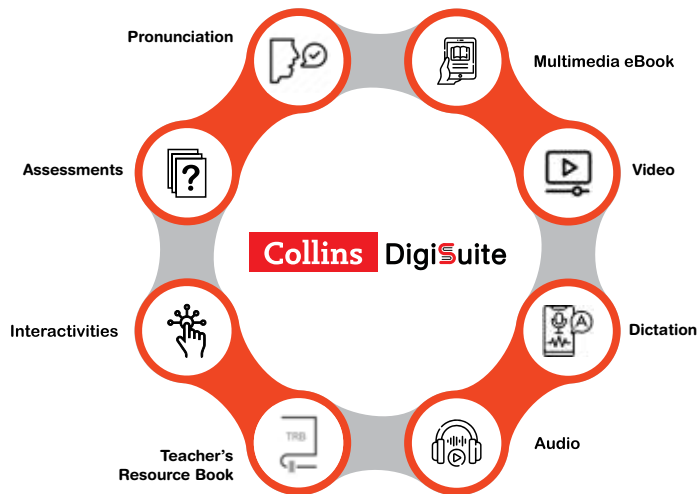 Pronunciation
Multimedia eBook
Assessments
Video
Collins DigiSuite
Interactivities
Dictation
A
TRB
Teacher's
Resource Book
Audio
?